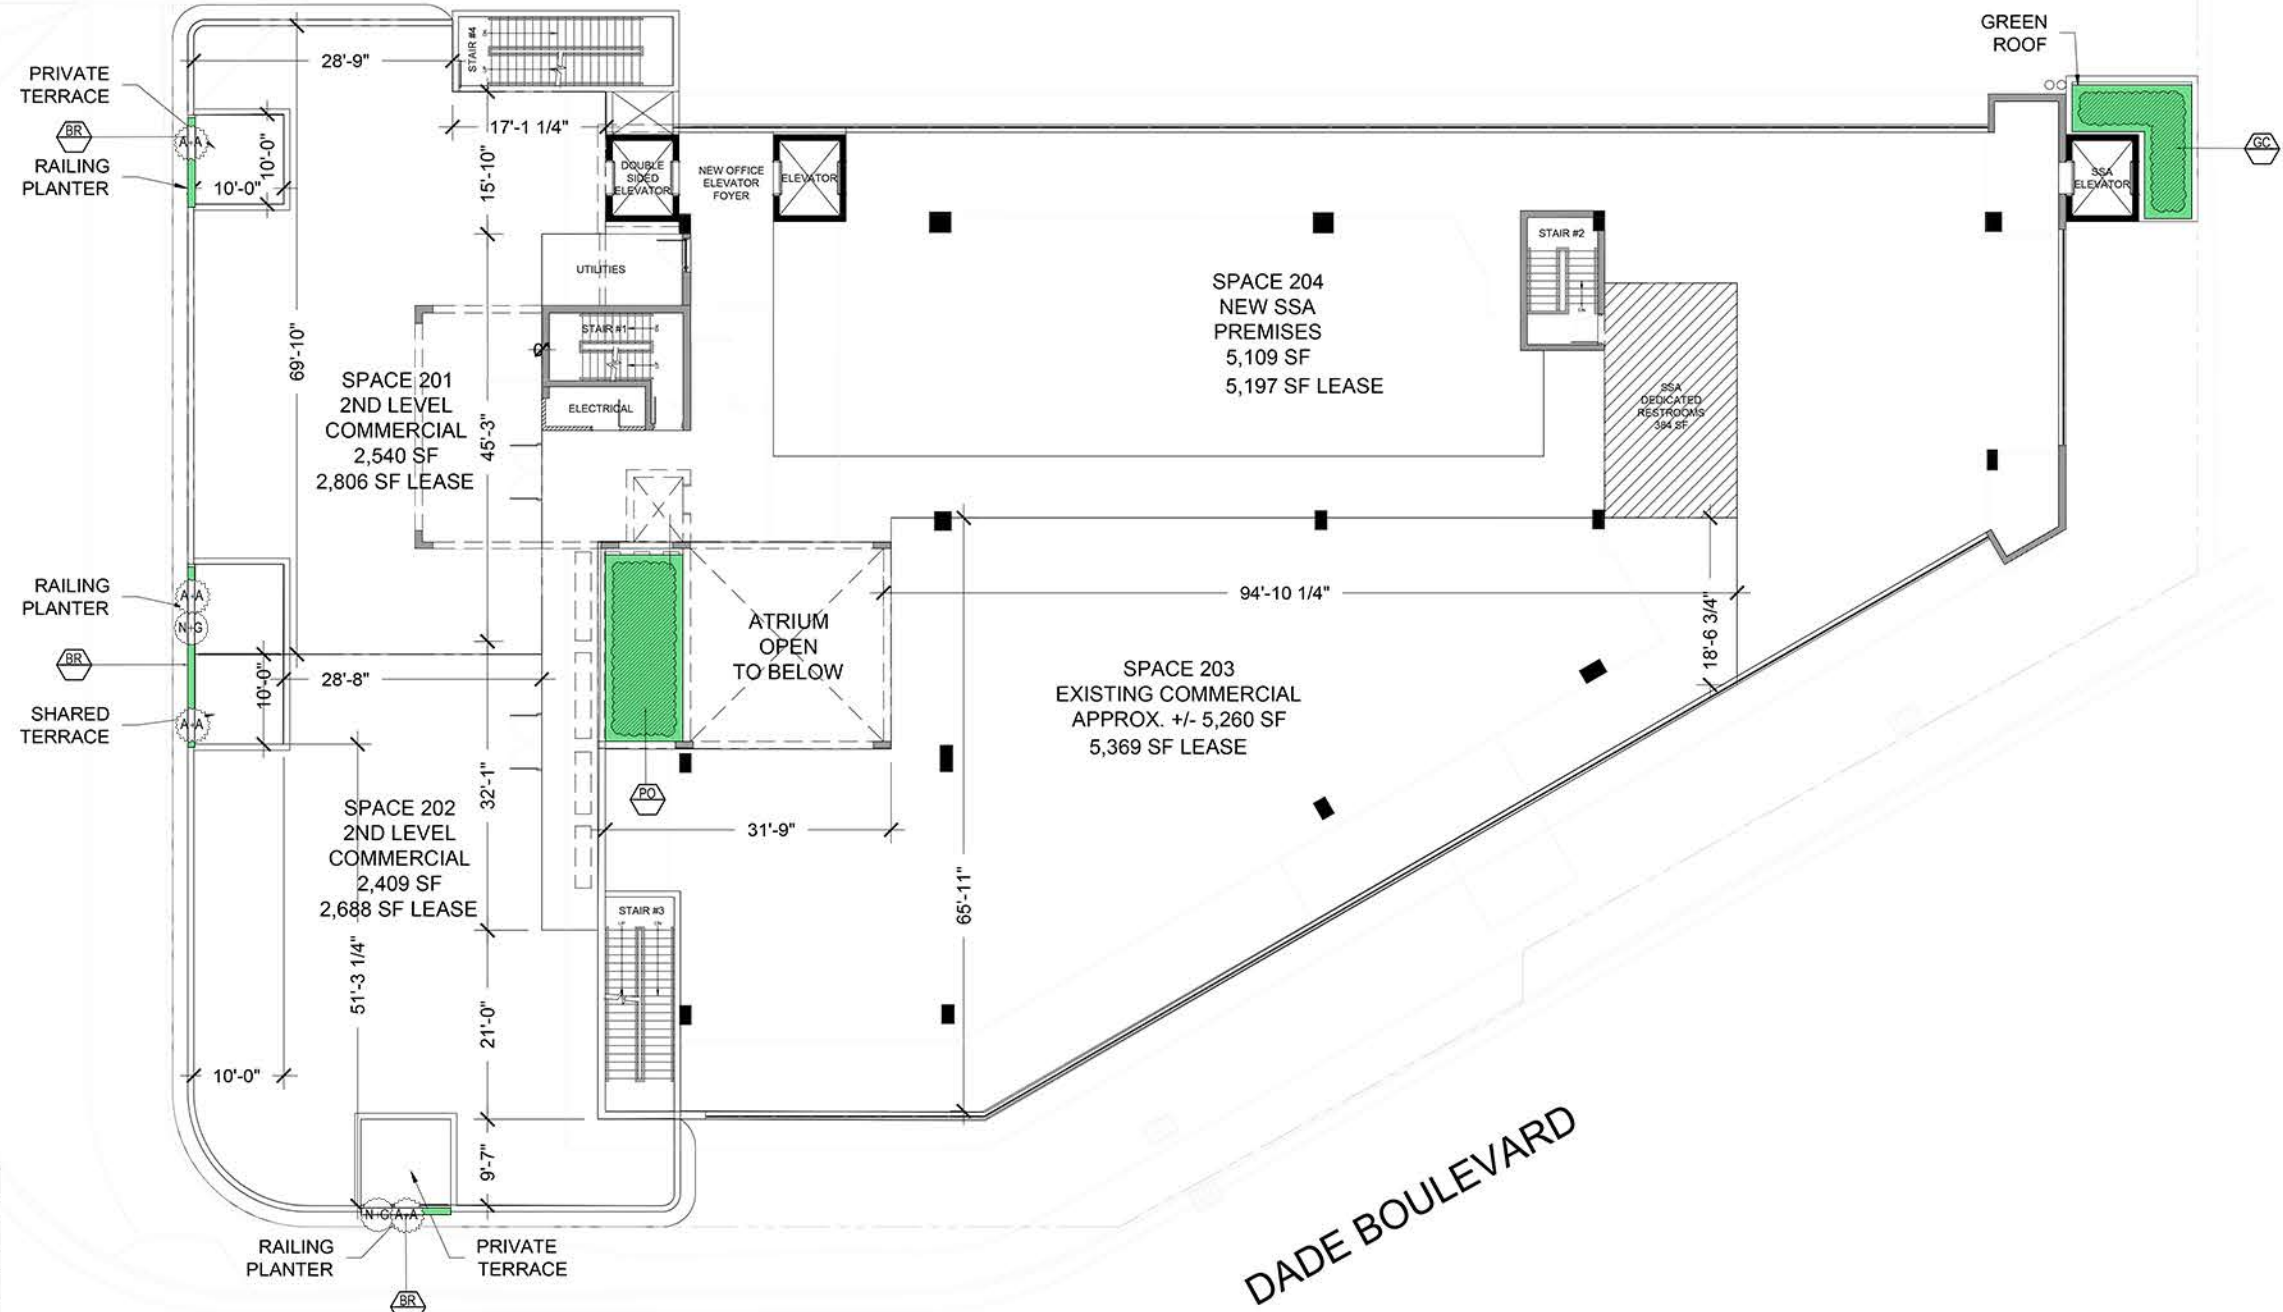 GREEN
ROOF
STAIR #4
28'-9"
PRIVATE
TERRACE
BR
A+A
RAILING
PLANTER
10'-0"
10'-0"
17'-1 1/4"
15'-10"
DOUBLE
SIDED
ELEVATOR
NEW OFFICE
ELEVATOR
FOYER
ELEVATOR
SSA
ELEVATOR
GC
STAIR #2
UTILITIES
SPACE 204
NEW SSA
PREMISES
5,109 SF
5,197 SF LEASE
STAIR #1
69'-10"
SPACE 201
2ND LEVEL
COMMERCIAL
2,540 SF
2,806 SF LEASE
45'-3"
ELECTRICAL
SSA
DEDICATED
RESTROOMS
384 SF
RAILING
PLANTER
A+A
N+G
BR
10'-0"
28'-8"
SHARED
TERRACE
A+A
ATRIUM
OPEN
TO BELOW
94'-10 1/4"
18'-6 3/4"
SPACE 203
EXISTING COMMERCIAL
APPROX. +/- 5,260 SF
5,369 SF LEASE
PO
31'-9"
32'-1"
SPACE 202
2ND LEVEL
COMMERCIAL
2,409 SF
2,688 SF LEASE
65'-11"
STAIR #3
51'-3 1/4"
21'-0"
10'-0"
9'-7"
A+A
RAILING
PLANTER
PRIVATE
TERRACE
BR
DADE BOULEVARD